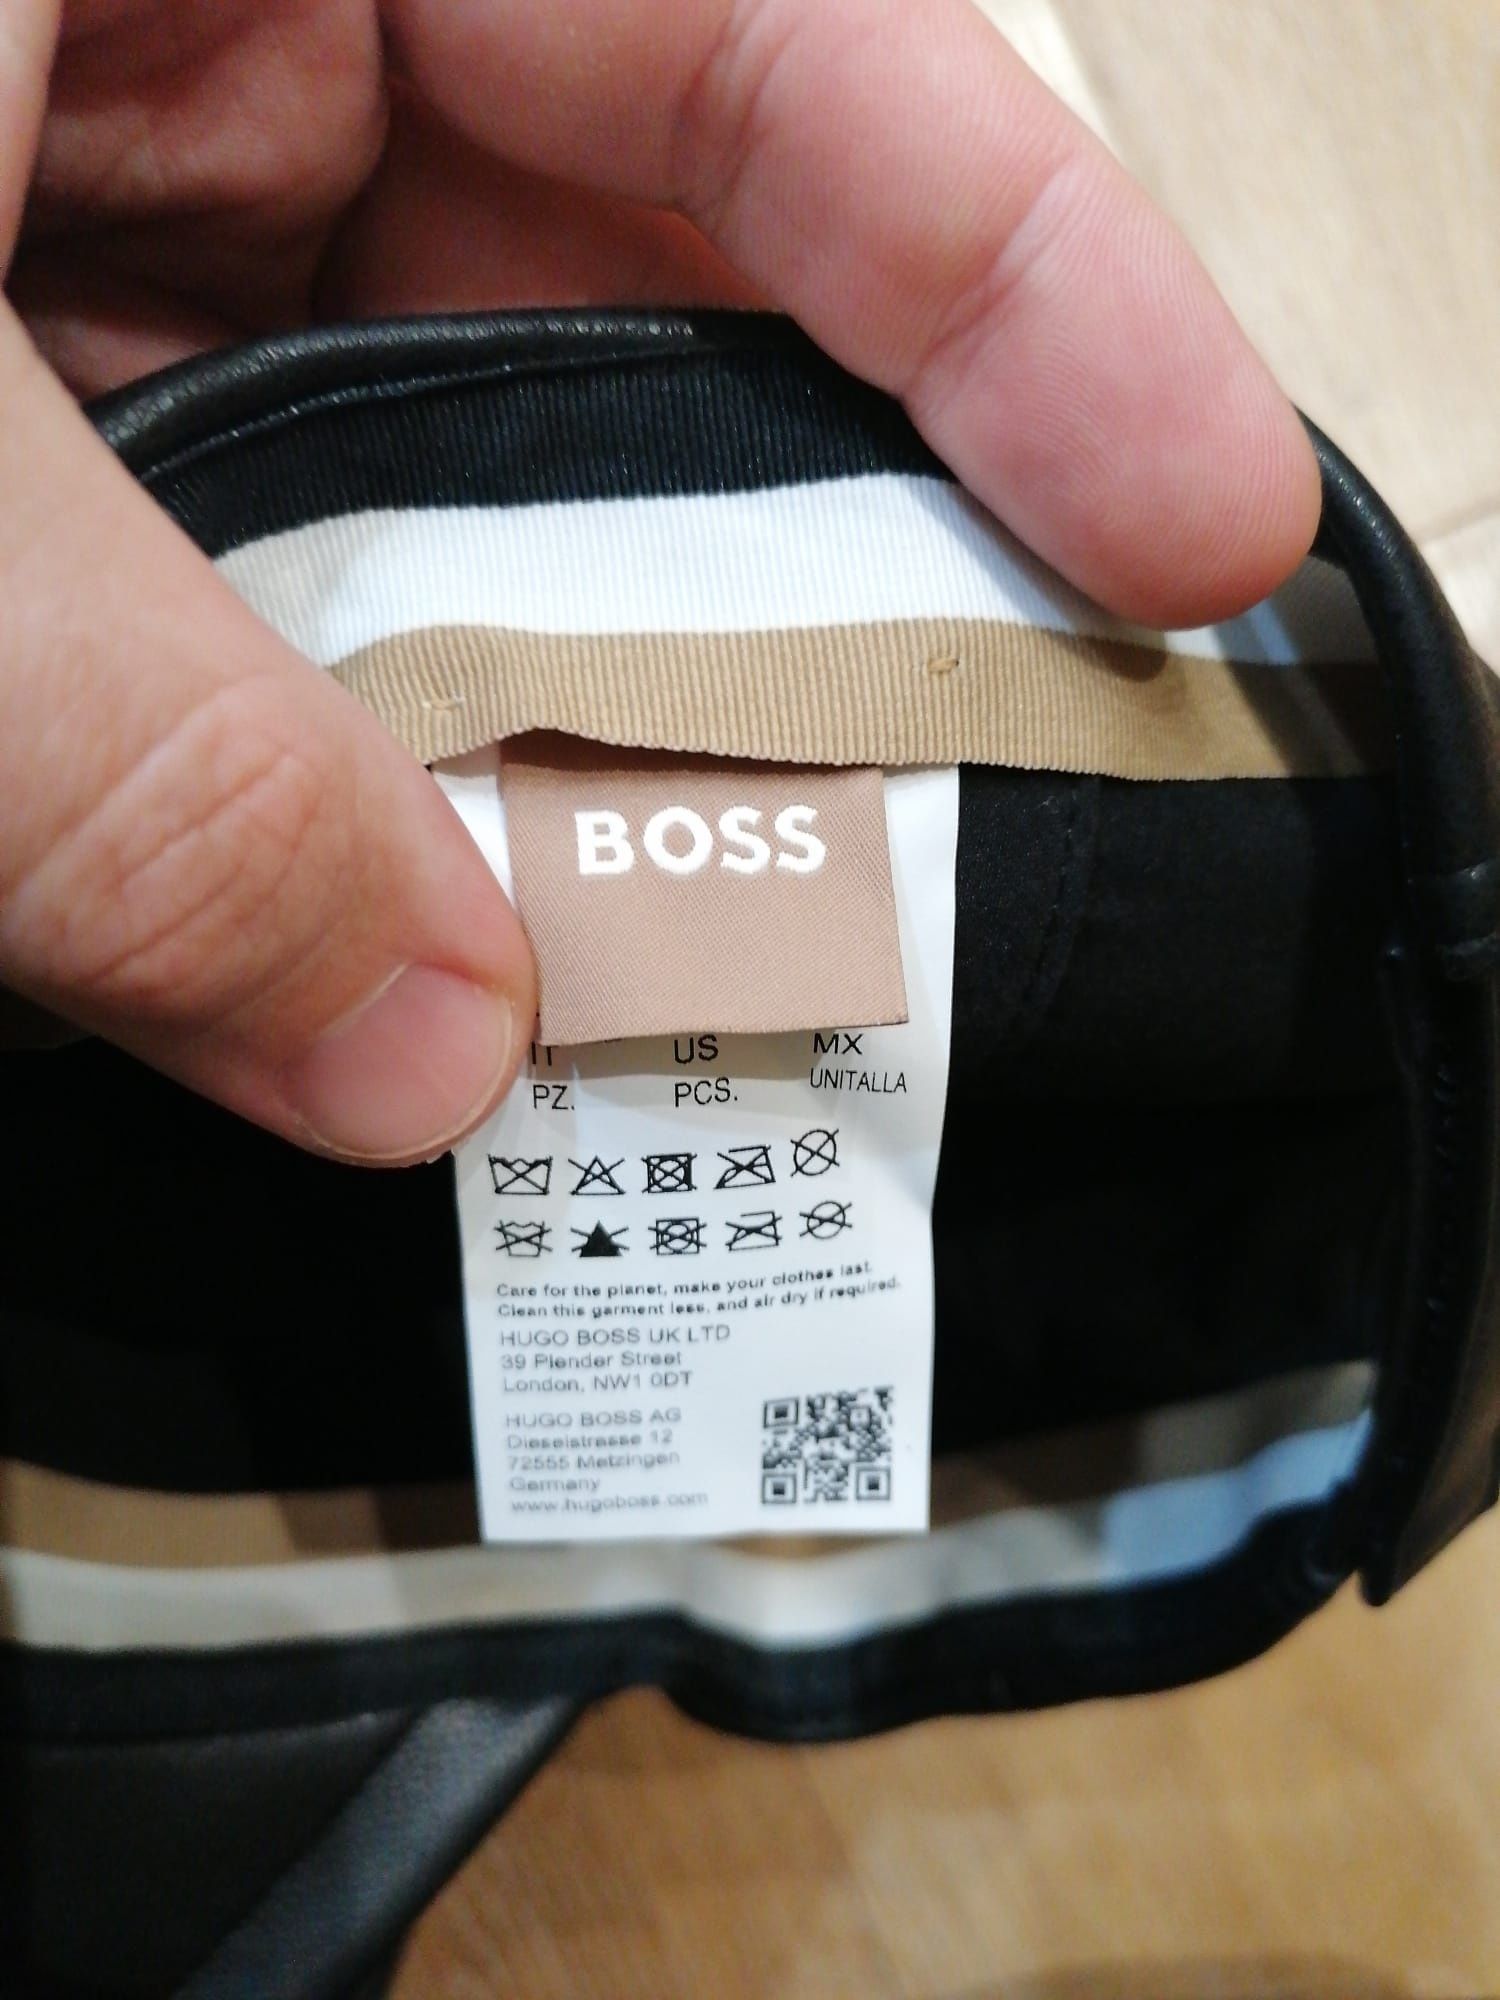 BOSS
IT US MX
PZ. PCS. UNITALLA
Care for the planet, make your clothes last.
Clean this garment less, and air dry if required.
HUGO BOSS UK LTD
39 Plender Street
London, NW1 0DT
HUGO BOSS AG
Dieselstrasse 12
72555 Metzingen
Germany
www.hugoboss.com